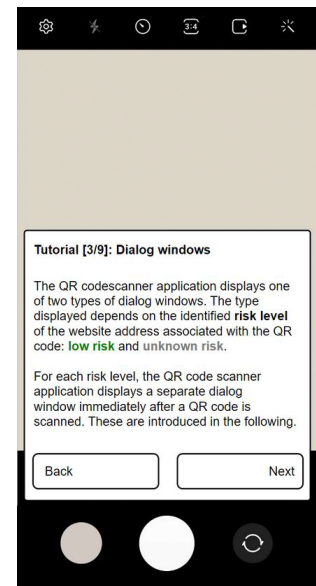 3:4
Tutorial [3/9]: Dialog windows
The QR codescanner application displays one
of two types of dialog windows. The type
displayed depends on the identified risk level
of the website address associated with the QR
code: low risk and unknown risk.
For each risk level, the QR code scanner
application displays a separate dialog
window immediately after a QR code is
scanned. These are introduced in the following.
Back
Next